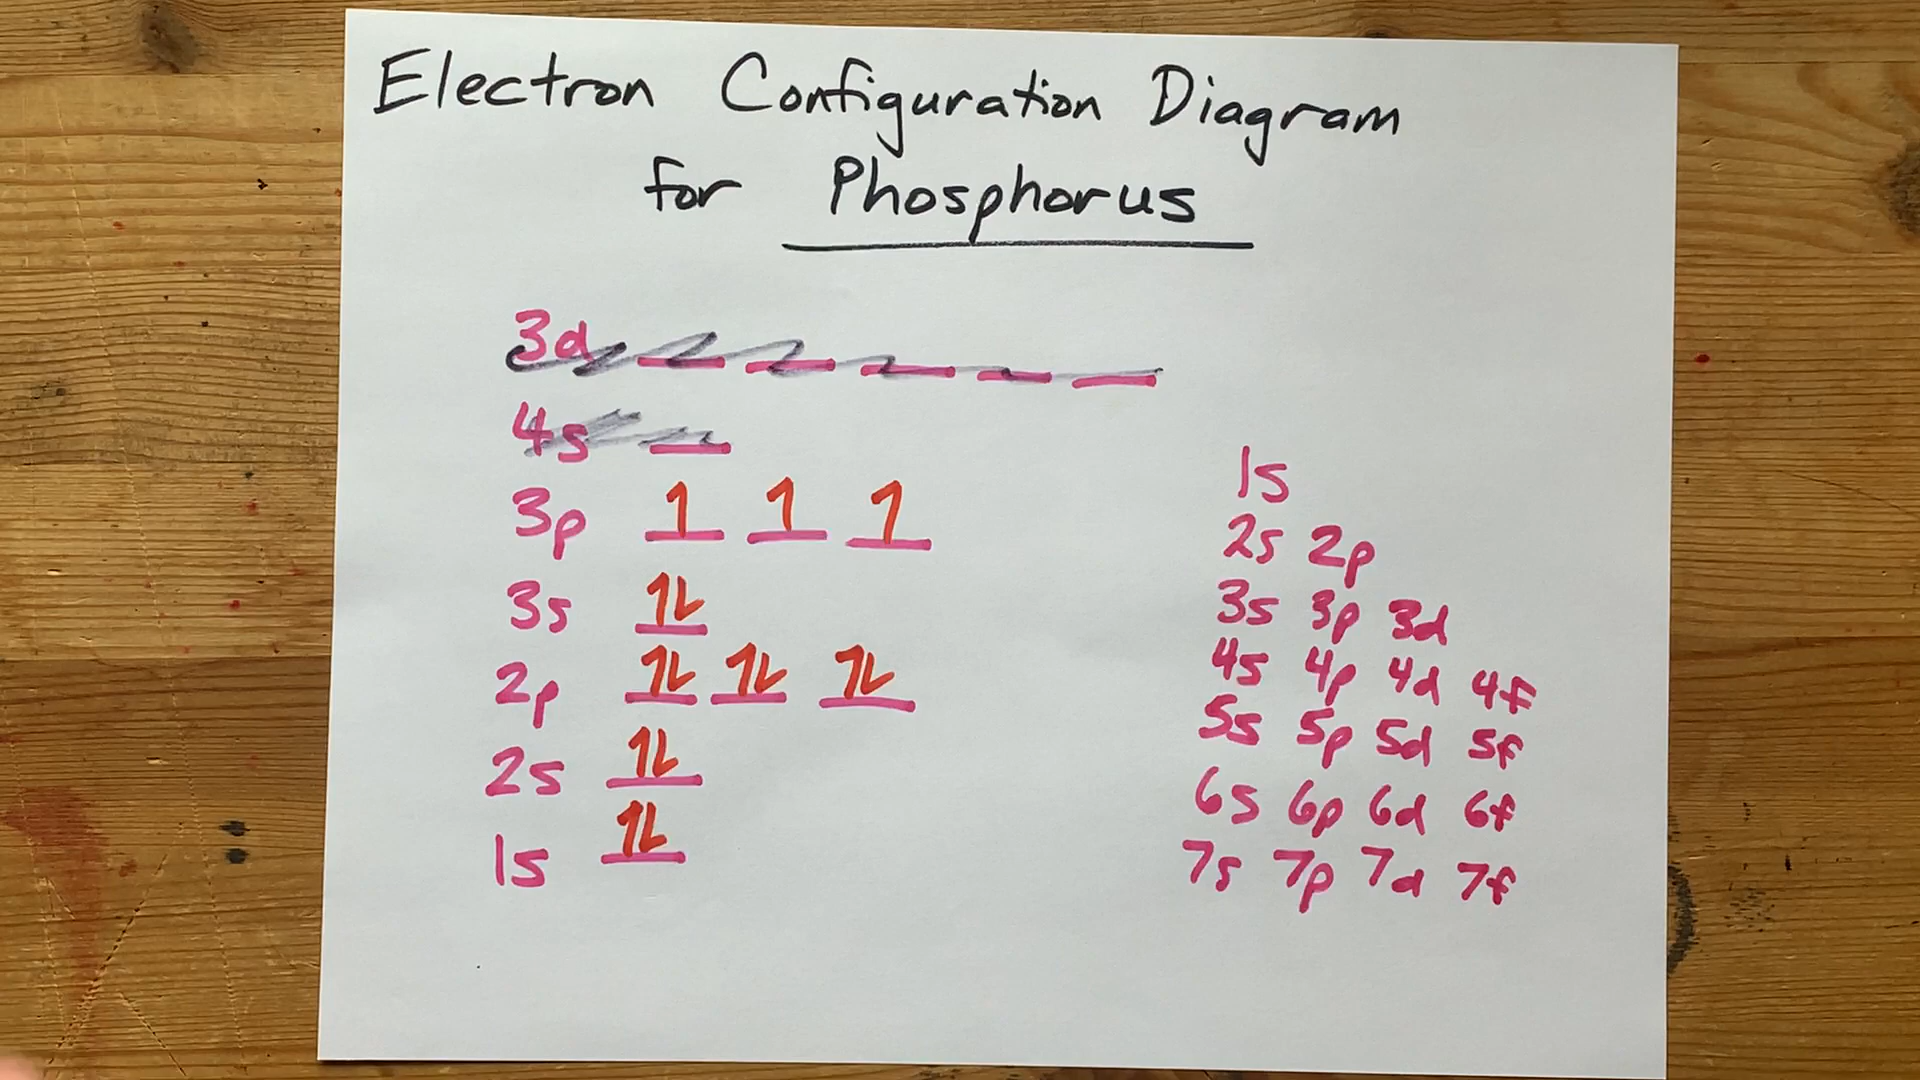 Electron Configuration Diagram
for Phosphorus
3d
4s
3p 1 1 1
3s 1L
2p 1L 1L 1L
2s 1L
1s 1L
1s
2s 2p
3s 3p 3d
4s 4p 4d 4f
5s 5p 5d 5f
6s 6p 6d 6f
7s 7p 7d 7f